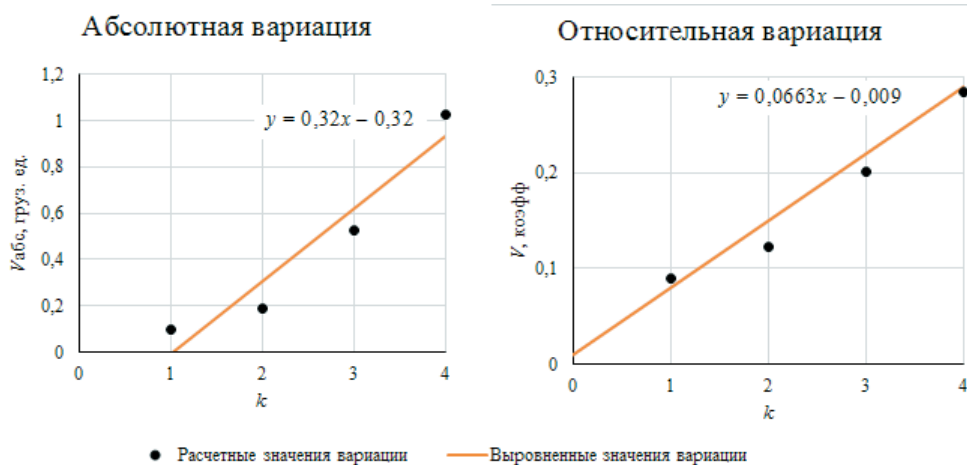 Абсолютная вариация
Vабс, груз. ед.
1,2
1
0,8
0,6
0,4
0,2
0
y = 0,32x – 0,32
0 1 2 3 4
k
Относительная вариация
V, коэфф
0,3
0,2
0,1
0
y = 0,0663x – 0,009
0 1 2 3 4
k
Расчетные значения вариации Выровненные значения вариации